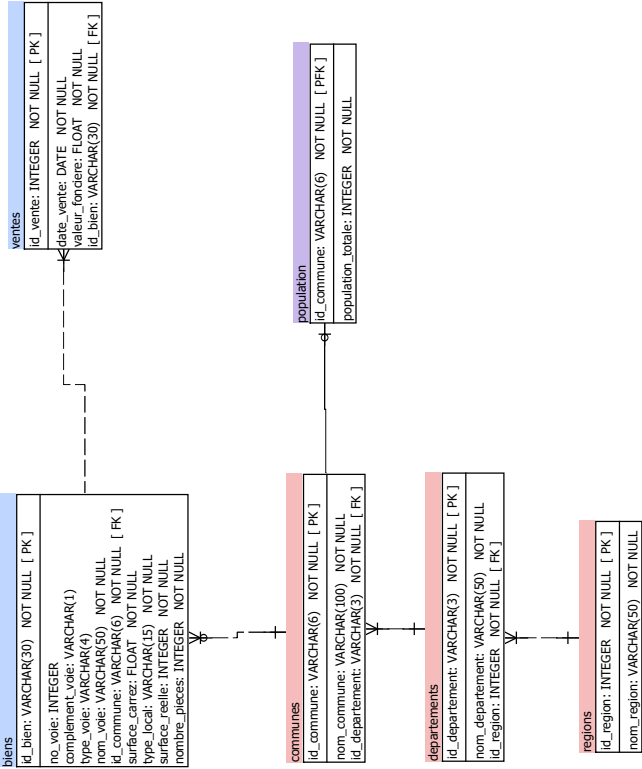 ventes
id_vente: INTEGER NOT NULL [ PK ]
date_vente: DATE NOT NULL
valeur_fondere: FLOAT NOT NULL
id_bien: VARCHAR(30) NOT NULL [ FK ]
population
id_commune: VARCHAR(6) NOT NULL [ PFK ]
population_totale: INTEGER NOT NULL
biens
id_bien: VARCHAR(30) NOT NULL [ PK ]
no_voie: INTEGER
complement_voie: VARCHAR(1)
type_voie: VARCHAR(4)
nom_voie: VARCHAR(50) NOT NULL
id_commune: VARCHAR(6) NOT NULL [ FK ]
surface_carrez: FLOAT NOT NULL
type_local: VARCHAR(15) NOT NULL
surface_reelle: INTEGER NOT NULL
nombre_pieces: INTEGER NOT NULL
communes
id_commune: VARCHAR(6) NOT NULL [ PK ]
nom_commune: VARCHAR(100) NOT NULL
id_departement: VARCHAR(3) NOT NULL [ FK ]
departements
id_departement: VARCHAR(3) NOT NULL [ PK ]
nom_departement: VARCHAR(50) NOT NULL
id_region: INTEGER NOT NULL [ FK ]
regions
id_region: INTEGER NOT NULL [ PK ]
nom_region: VARCHAR(50) NOT NULL